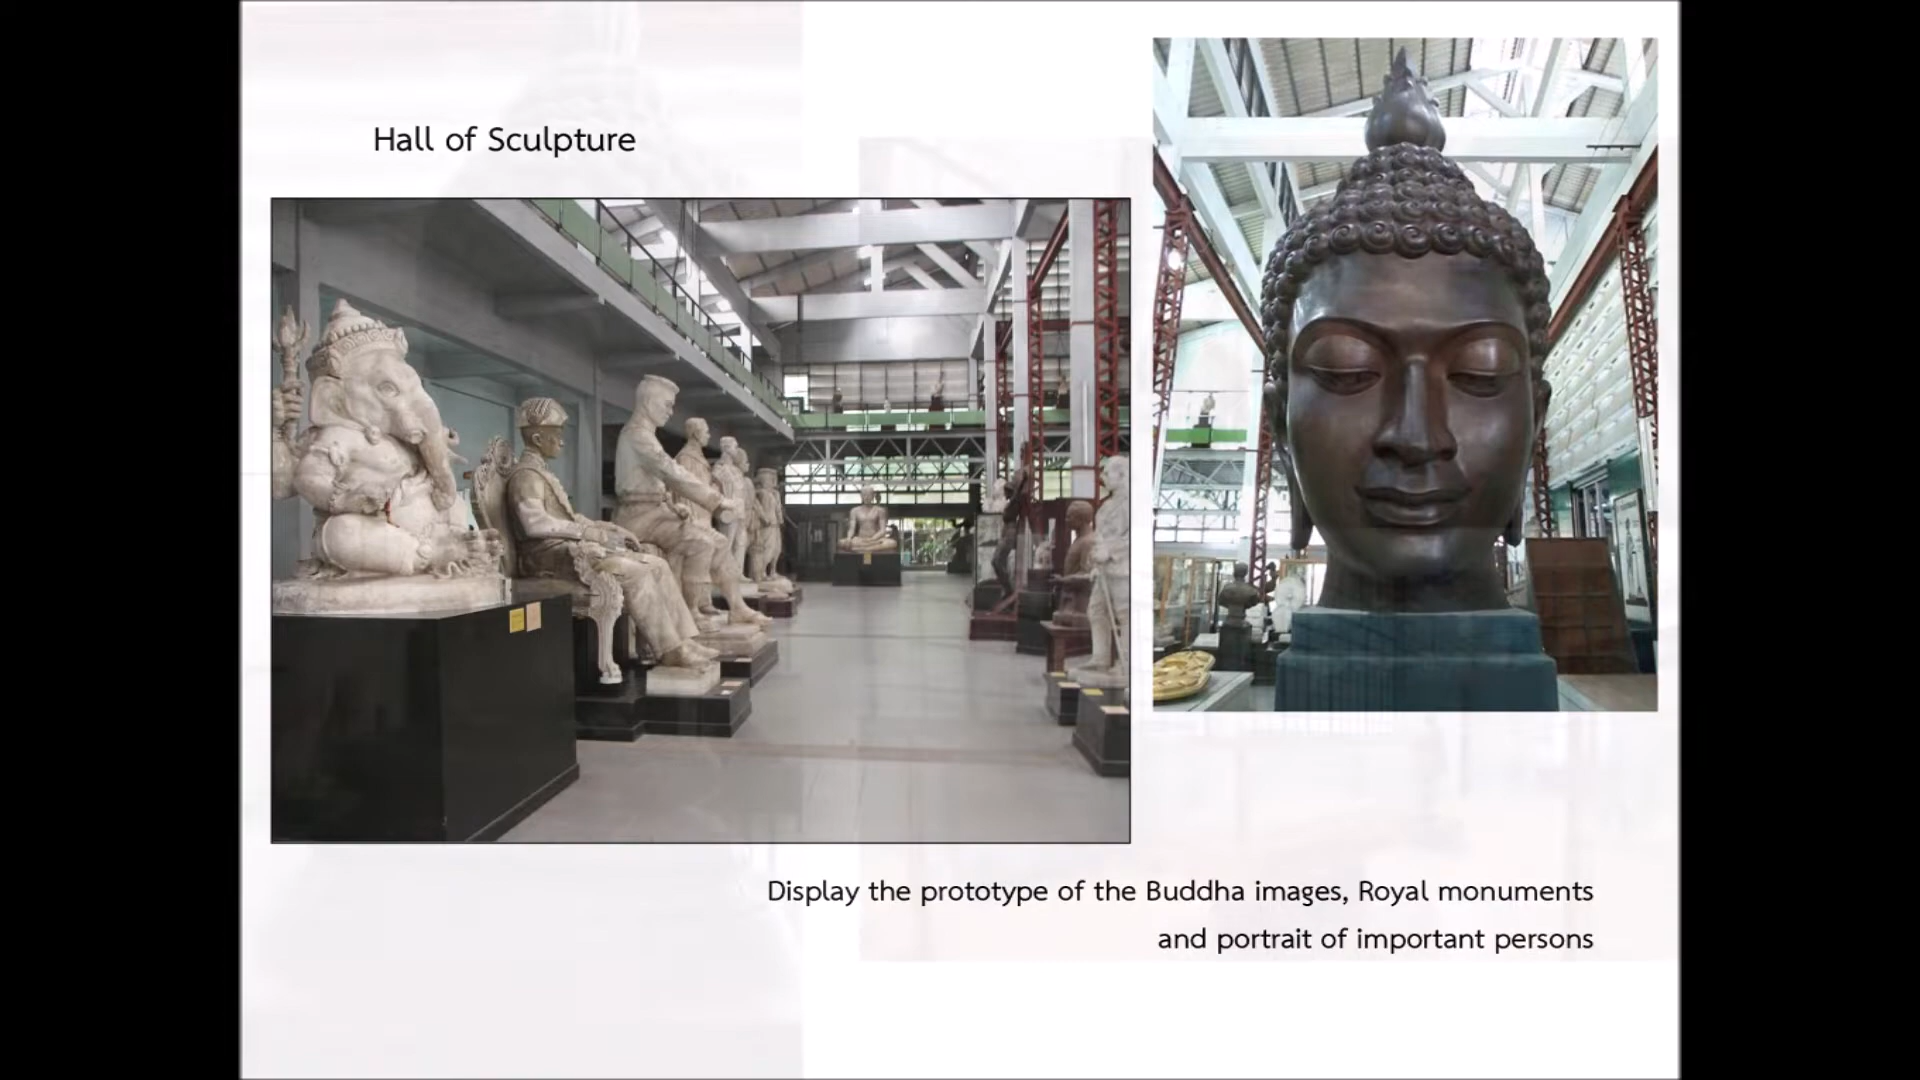 Hall of Sculpture
Display the prototype of the Buddha images, Royal monuments
and portrait of important persons